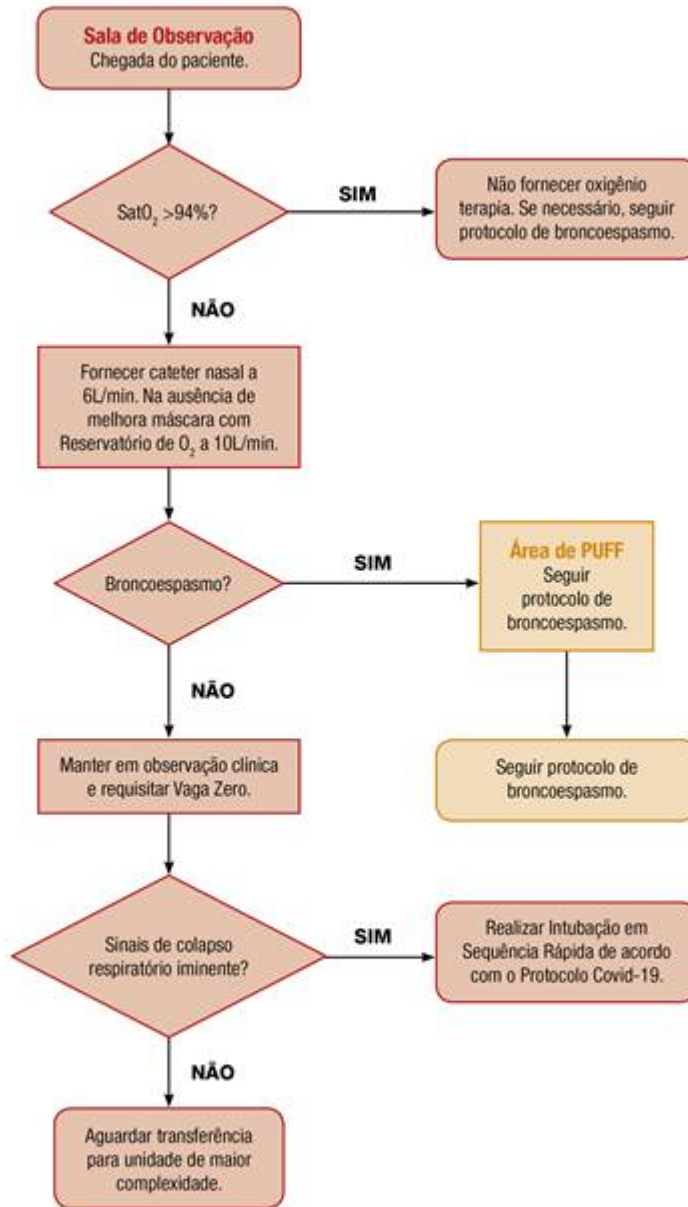 Sala de Observação
Chegada do paciente.
SatO₂ >94%?
SIM
Não fornecer oxigênio
terapia. Se necessário, seguir
protocolo de broncoespasmo.
NÃO
Fornecer cateter nasal a
6L/min. Na ausência de
melhora máscara com
Reservatório de O₂ a 10L/min.
Broncoespasmo?
SIM
Área de PUFF
Seguir
protocolo de
broncoespasmo.
NÃO
Manter em observação clínica
e requisitar Vaga Zero.
Seguir protocolo de
broncoespasmo.
Sinais de colapso
respiratório iminente?
SIM
Realizar Intubação em
Sequência Rápida de acordo
com o Protocolo Covid-19.
NÃO
Aguardar transferência
para unidade de maior
complexidade.